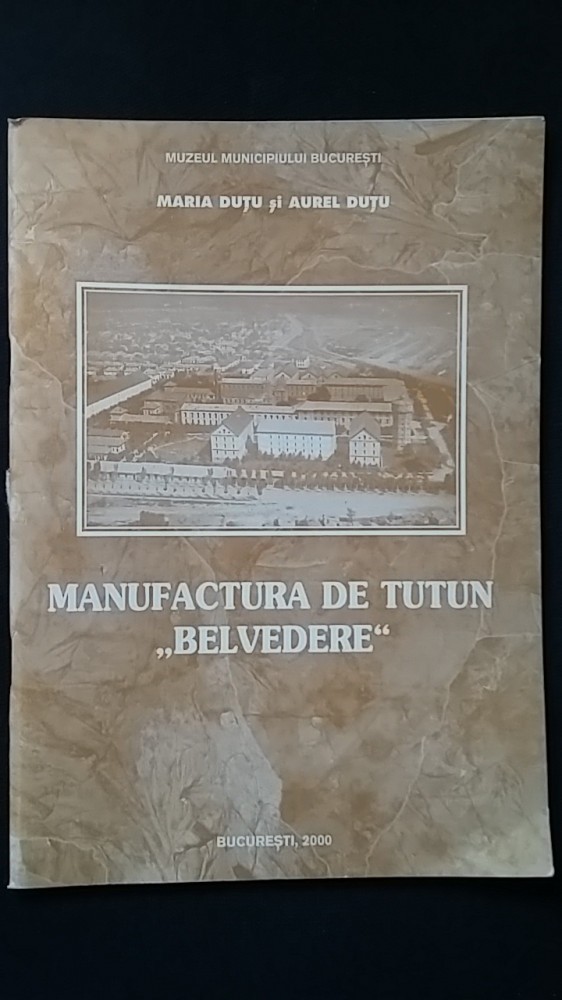 MUZEUL MUNICIPIULUI BUCUREȘTI
MARIA DUȚU și AUREL DUȚU
MANUFACTURA DE TUTUN
„BELVEDERE“
BUCUREȘTI, 2000